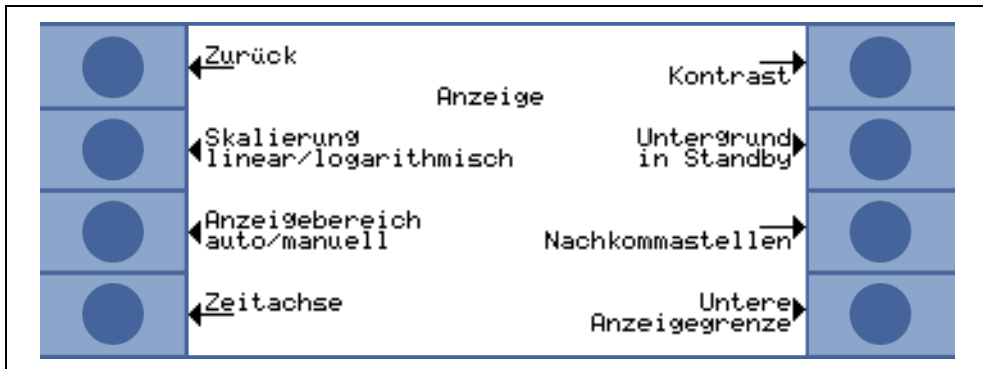 Zurück
Kontrast
Anzeige
Skalierung
linear/logarithmisch
Untergrund
in Standby
Anzeigebereich
auto/manuell
Nachkommastellen
Zeitachse
Untere
Anzeigegrenze